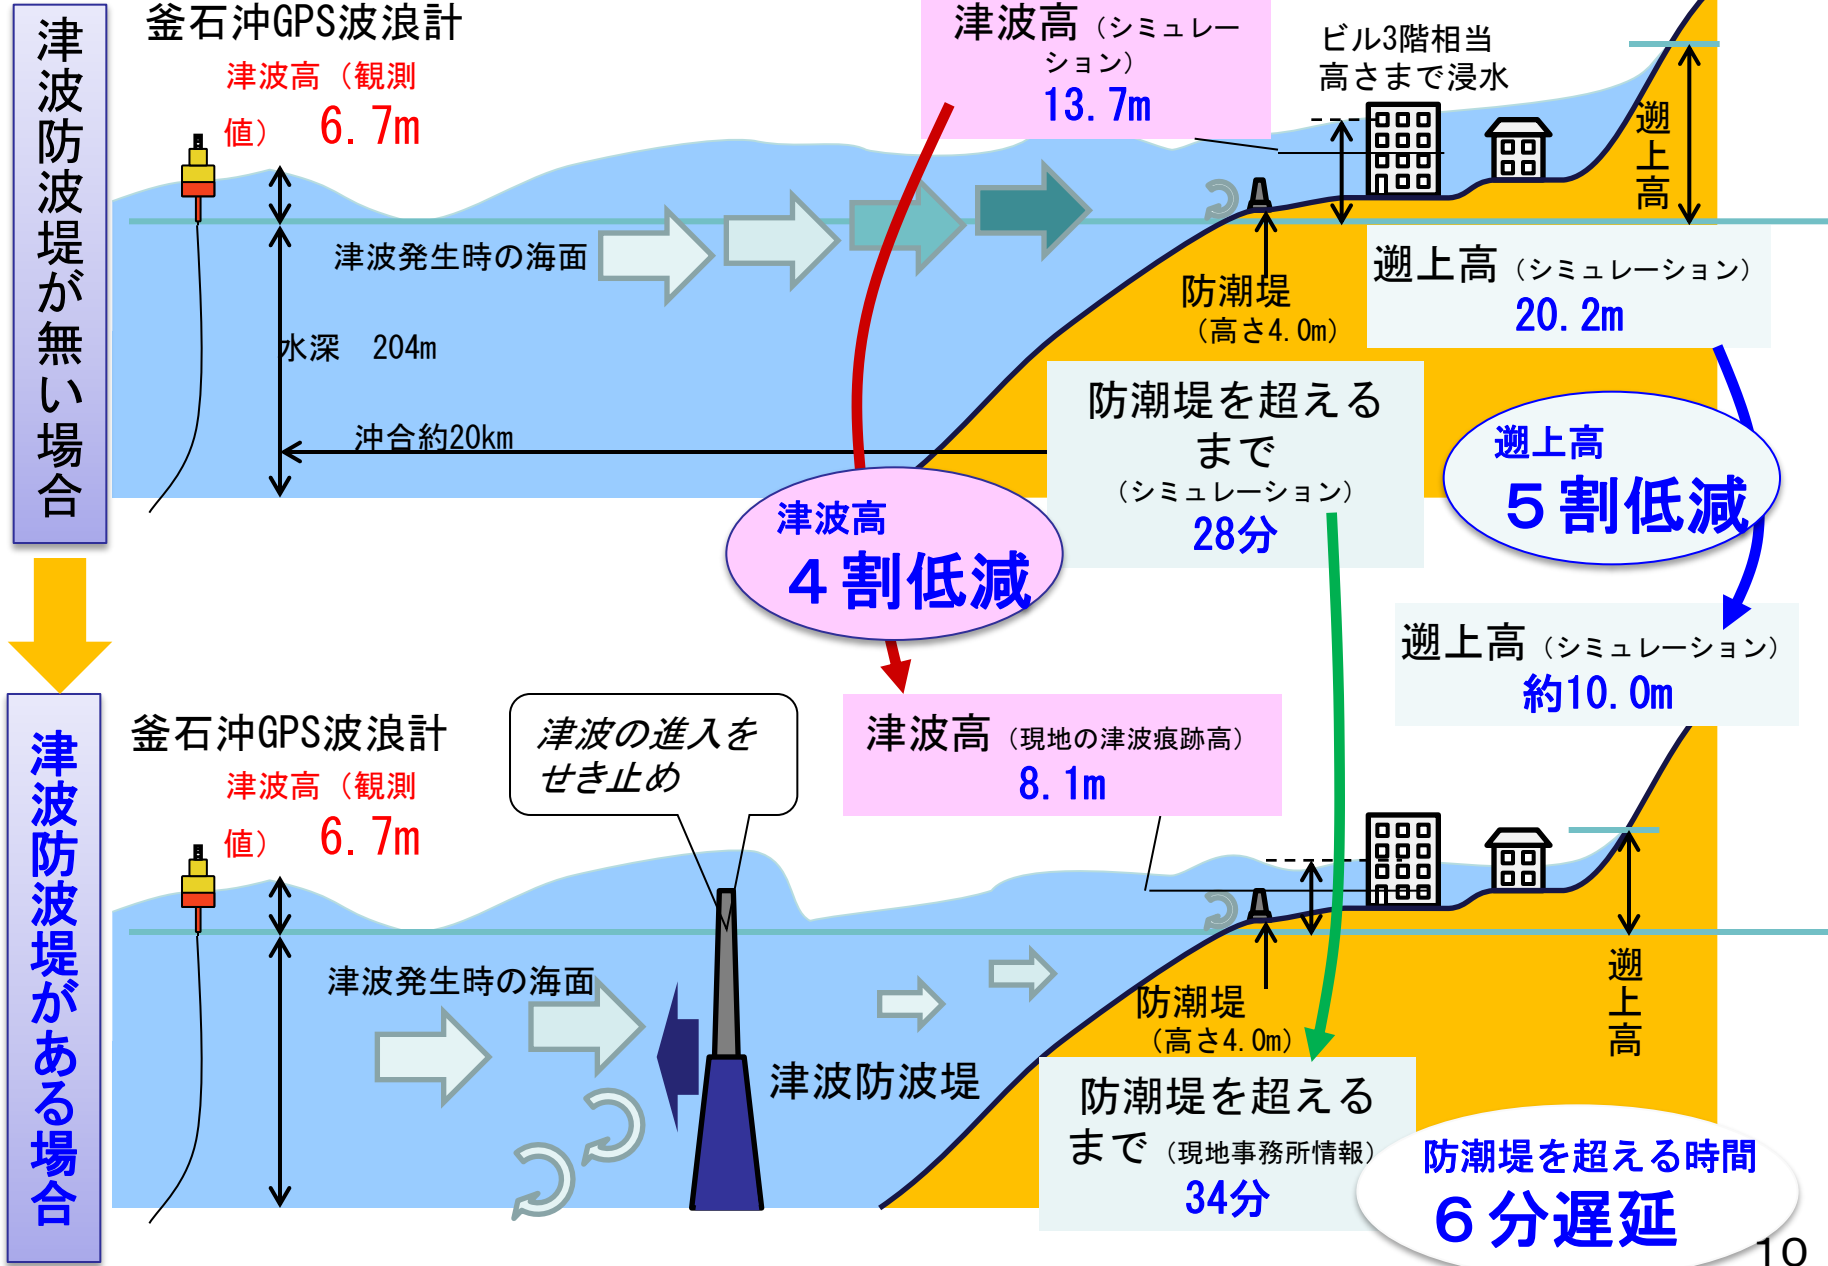 津波防波堤が無い場合
釜石沖GPS波浪計
津波高（観測
値）　6.7m
津波高（シミュレー
ション）
13.7m
ビル3階相当
高さまで浸水
遡上高
津波発生時の海面
水深　204m
沖合約20km
防潮堤
（高さ4.0m）
遡上高（シミュレーション）
20.2m
防潮堤を超える
まで
（シミュレーション）
28分
津波高
４割低減
遡上高
５割低減
遡上高（シミュレーション）
約10.0m
津波防波堤がある場合
釜石沖GPS波浪計
津波高（観測
値）　6.7m
津波の進入を
せき止め
津波高（現地の津波痕跡高）
8.1m
津波発生時の海面
津波防波堤
防潮堤
（高さ4.0m）
遡上高
防潮堤を超える
まで（現地事務所情報）
34分
防潮堤を超える時間
６分遅延
10